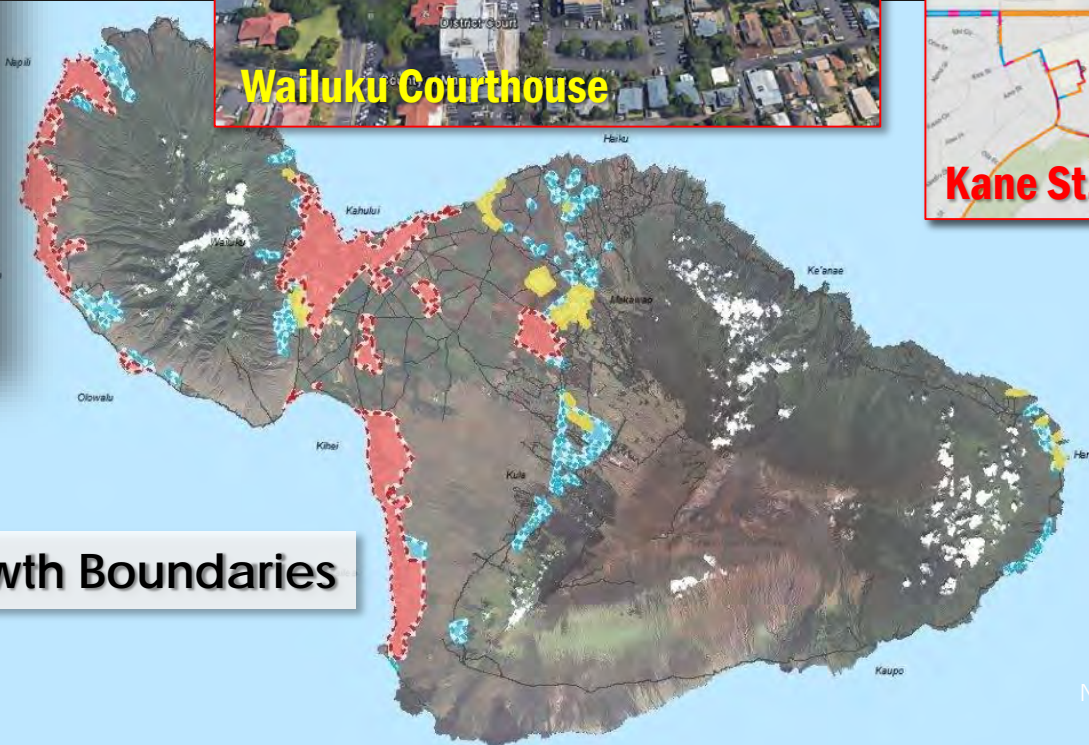 District Court
Wailuku Courthouse
Kane St
Napili
Haiku
Kahului
Wailuku
Ke'anae
Makawao
Olowalu
Kihei
Kula
Han
wth Boundaries
Kaupo
N